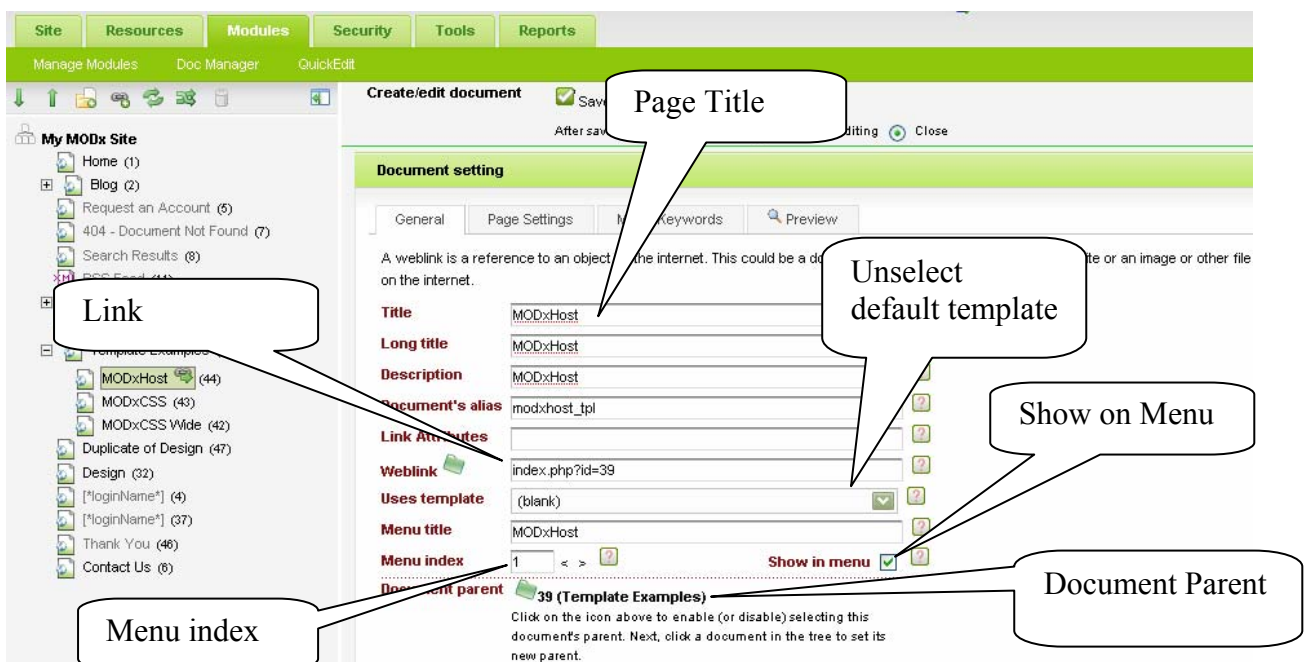 Site Resources Modules Security Tools Reports
Manage Modules Doc Manager QuickEdit
My MODx Site
Home (1)
Blog (2)
Request an Account (5)
404 - Document Not Found (7)
Search Results (8)
Link
MODxHost (44)
MODxCSS (43)
MODxCSS Wide (42)
Duplicate of Design (47)
Design (32)
[*loginName*] (4)
[*loginName*] (37)
Thank You (46)
Contact Us (6)
Menu index
Create/edit document
Page Title
After Close
Document setting
General Page Settings Keywords Preview
A weblink is a reference to an object the internet. This could be a or an image or other file
on the internet.
Unselect
default template
Title MODxHost
Long title MODxHost
Description MODxHost
Document's alias modxhost_tpl
Show on Menu
Link Attributes
Weblink index.php?id=39
Uses template (blank)
Menu title MODxHost
Menu index 1 < > Show in menu
Document parent 39 (Template Examples)
Document Parent
Click on the icon above to enable (or disable) selecting this
document's parent. Next, click a document in the tree to set its
new parent.